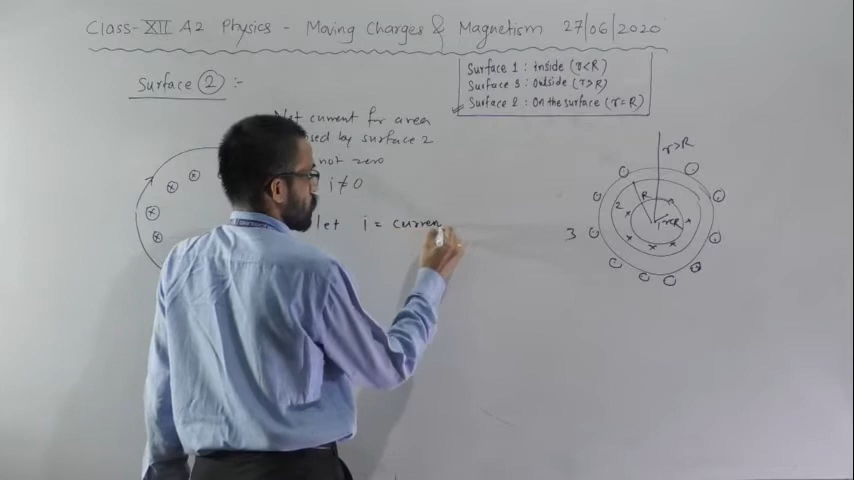 Class-XII A2 Physics - Moving Charges & Magnetism 27/06/2020
Surface 1 : inside (r<R)
Surface 3 : Outside (r>R)
✓ Surface 2 : On the surface (r=R)
Surface 2 :-
Net current for area
by surface 2
not zero
i≠0
let i = curren
r>R
R
2
1 r<R
3